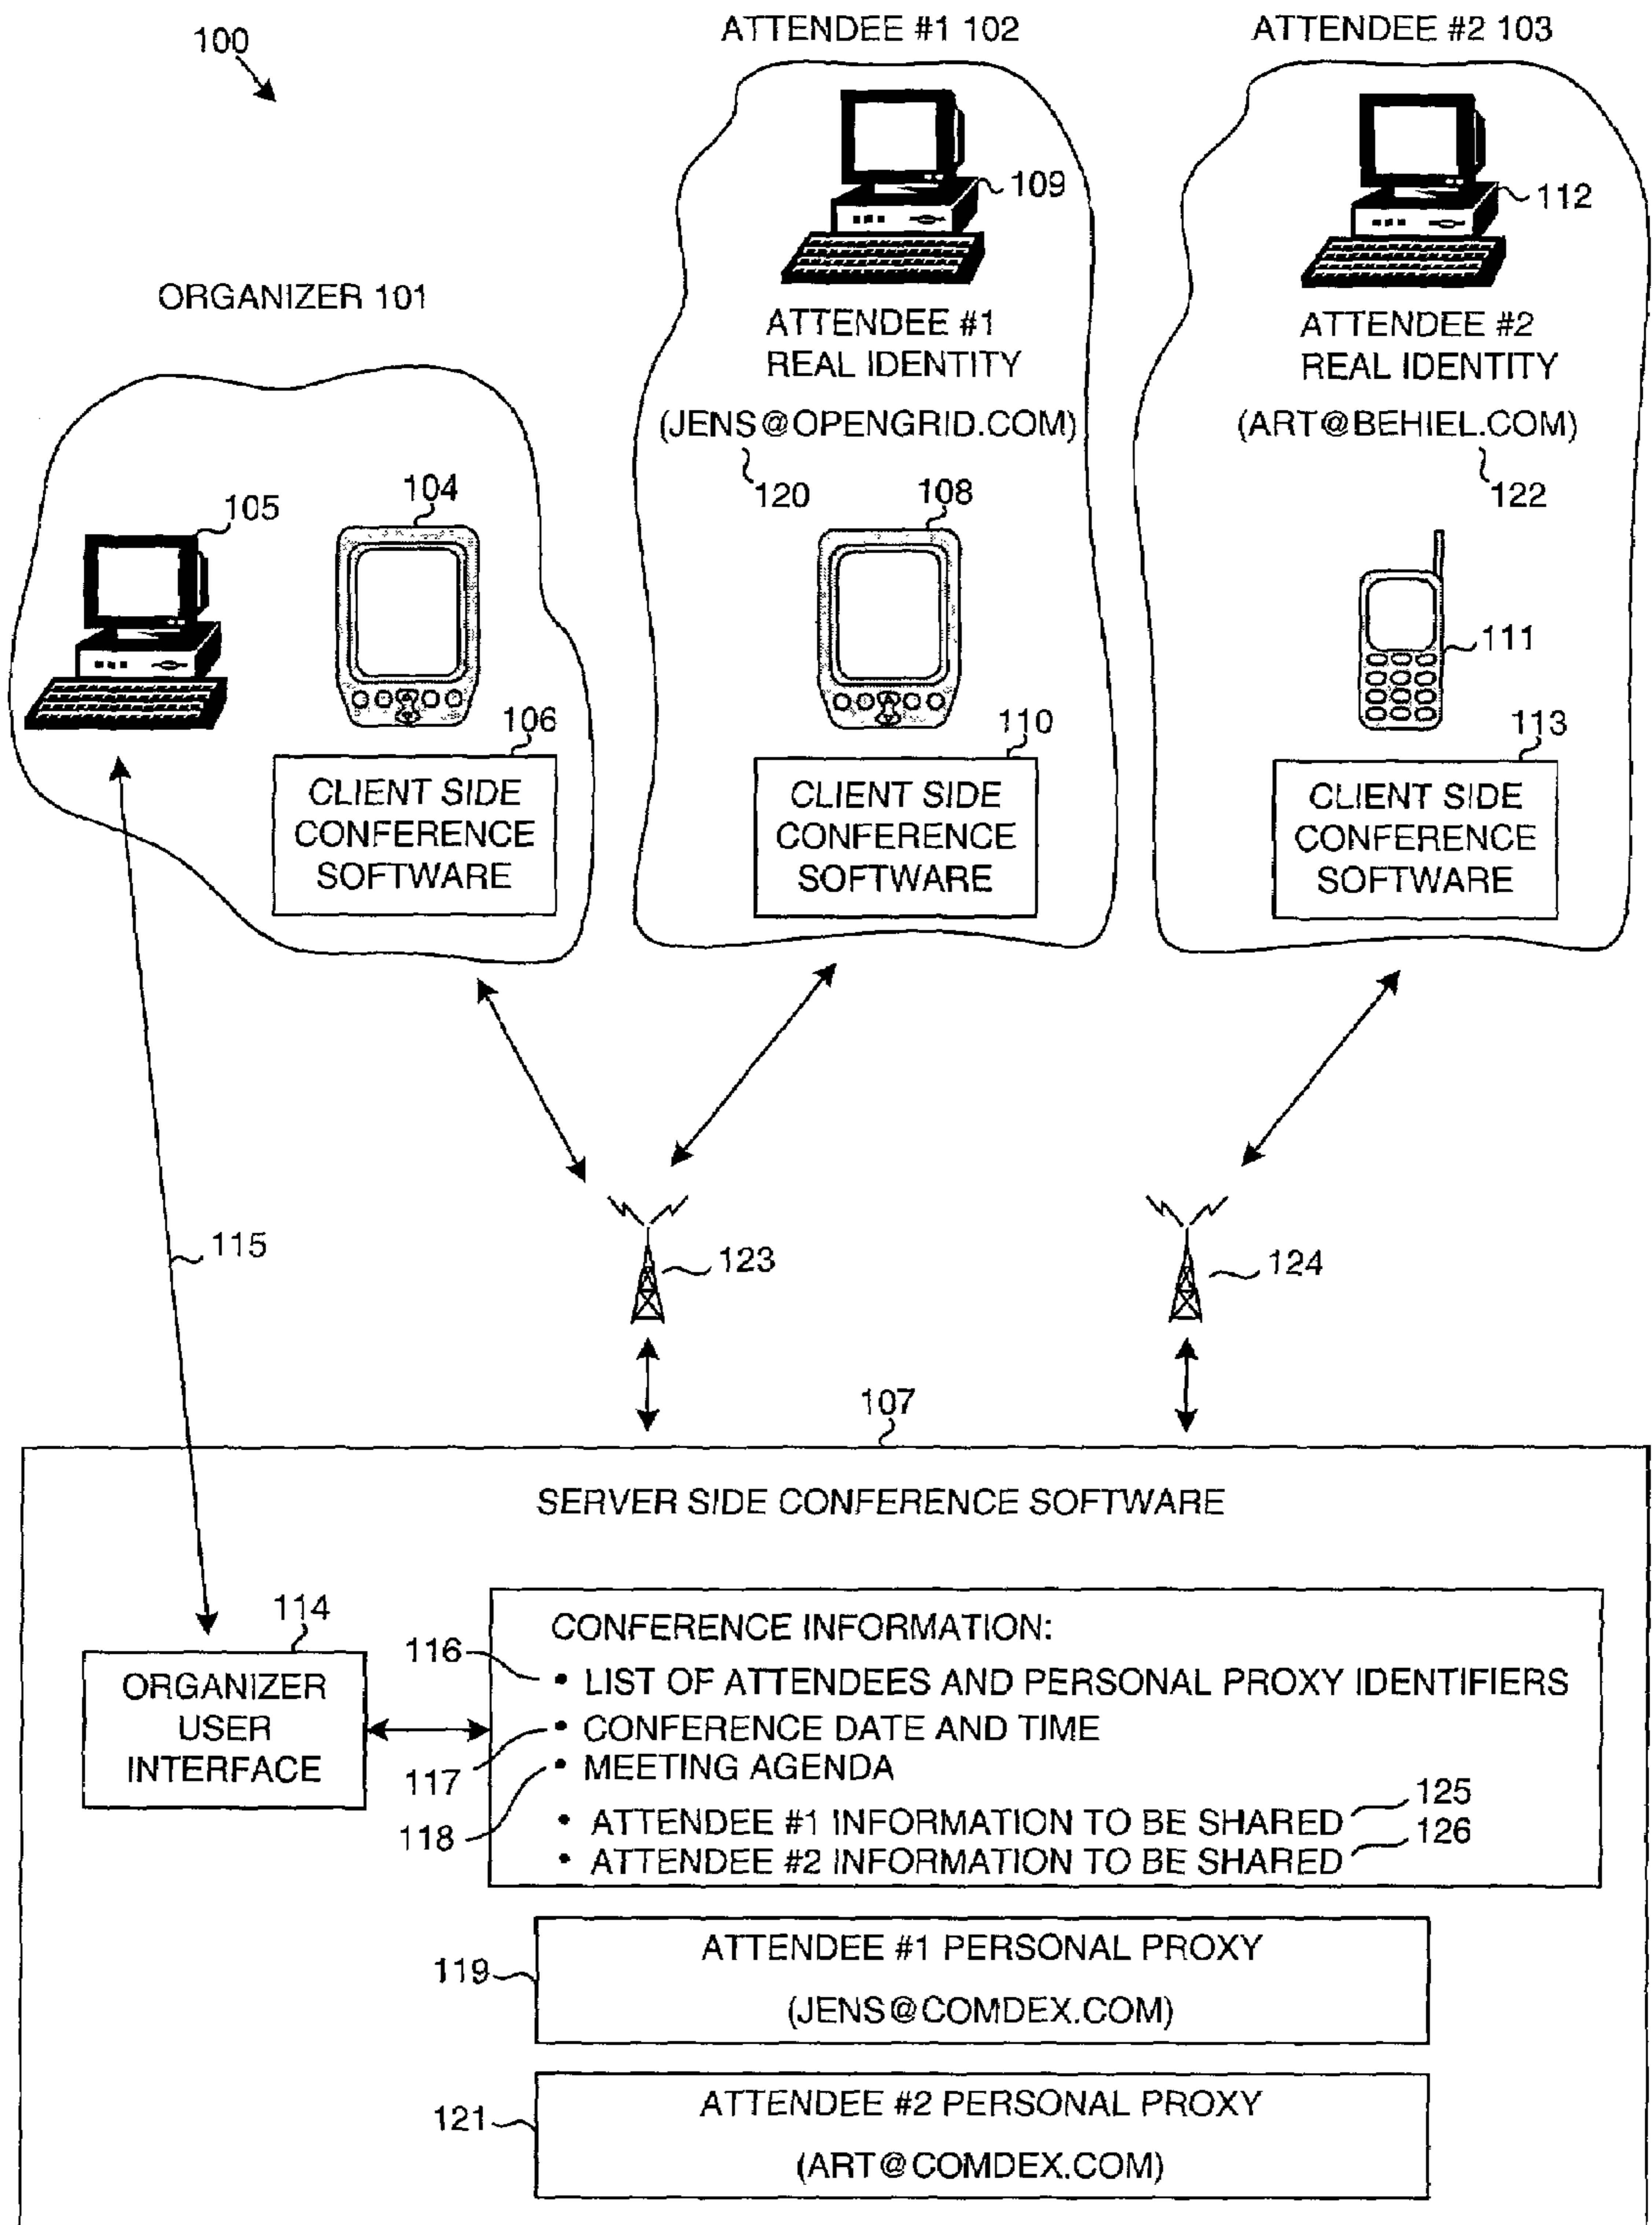 100
ATTENDEE #1 102
ATTENDEE #2 103
109
112
ORGANIZER 101
ATTENDEE #1
REAL IDENTITY
(JENS@OPENGRID.COM)
120
ATTENDEE #2
REAL IDENTITY
(ART@BEHIEL.COM)
122
105
104
108
111
106
CLIENT SIDE
CONFERENCE
SOFTWARE
110
CLIENT SIDE
CONFERENCE
SOFTWARE
113
CLIENT SIDE
CONFERENCE
SOFTWARE
115
123
124
107
SERVER SIDE CONFERENCE SOFTWARE
114
ORGANIZER
USER
INTERFACE
CONFERENCE INFORMATION:
116
• LIST OF ATTENDEES AND PERSONAL PROXY IDENTIFIERS
117
• CONFERENCE DATE AND TIME
118
• MEETING AGENDA
• ATTENDEE #1 INFORMATION TO BE SHARED 125
• ATTENDEE #2 INFORMATION TO BE SHARED 126
119
ATTENDEE #1 PERSONAL PROXY
(JENS@COMDEX.COM)
121
ATTENDEE #2 PERSONAL PROXY
(ART@COMDEX.COM)